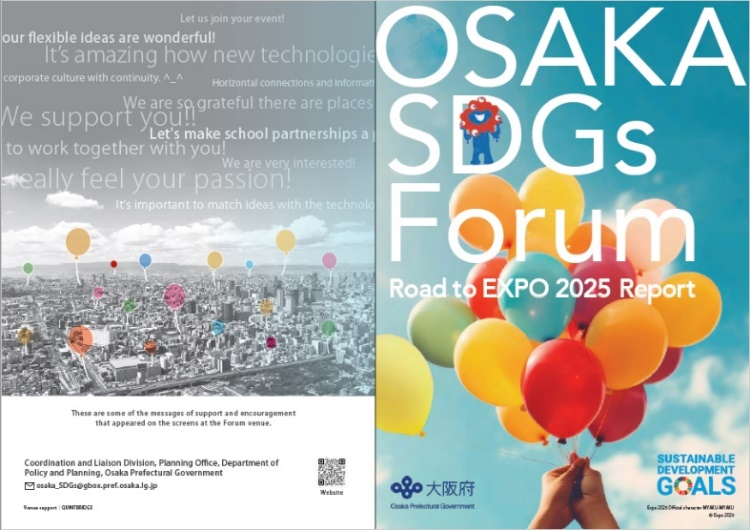 Let us join your event!
our flexible ideas are wonderful!
It's amazing how new technologie
corporate culture with continuity. ^_^
Horizontal connections and informati
We are so grateful there are places
We support you!!
Let's make school partnerships a p
to work together with you!
We are very interested!
really feel your passion!
It's important to match ideas with the technolo
These are some of the messages of support and encouragement
that appeared on the screens at the Forum venue.
Coordination and Liaison Division, Planning Office, Department of
Policy and Planning, Osaka Prefectural Government
osaka_SDGs@gbox.pref.osaka.lg.jp
Website
Venue support : QUINTBRIDGE
OSAKA
SDGs
Forum
Road to EXPO 2025 Report
大阪府
Osaka Prefectural Government
SUSTAINABLE
DEVELOPMENT
GOALS
Expo 2025 Official character MYAKU-MYAKU
© Expo 2025